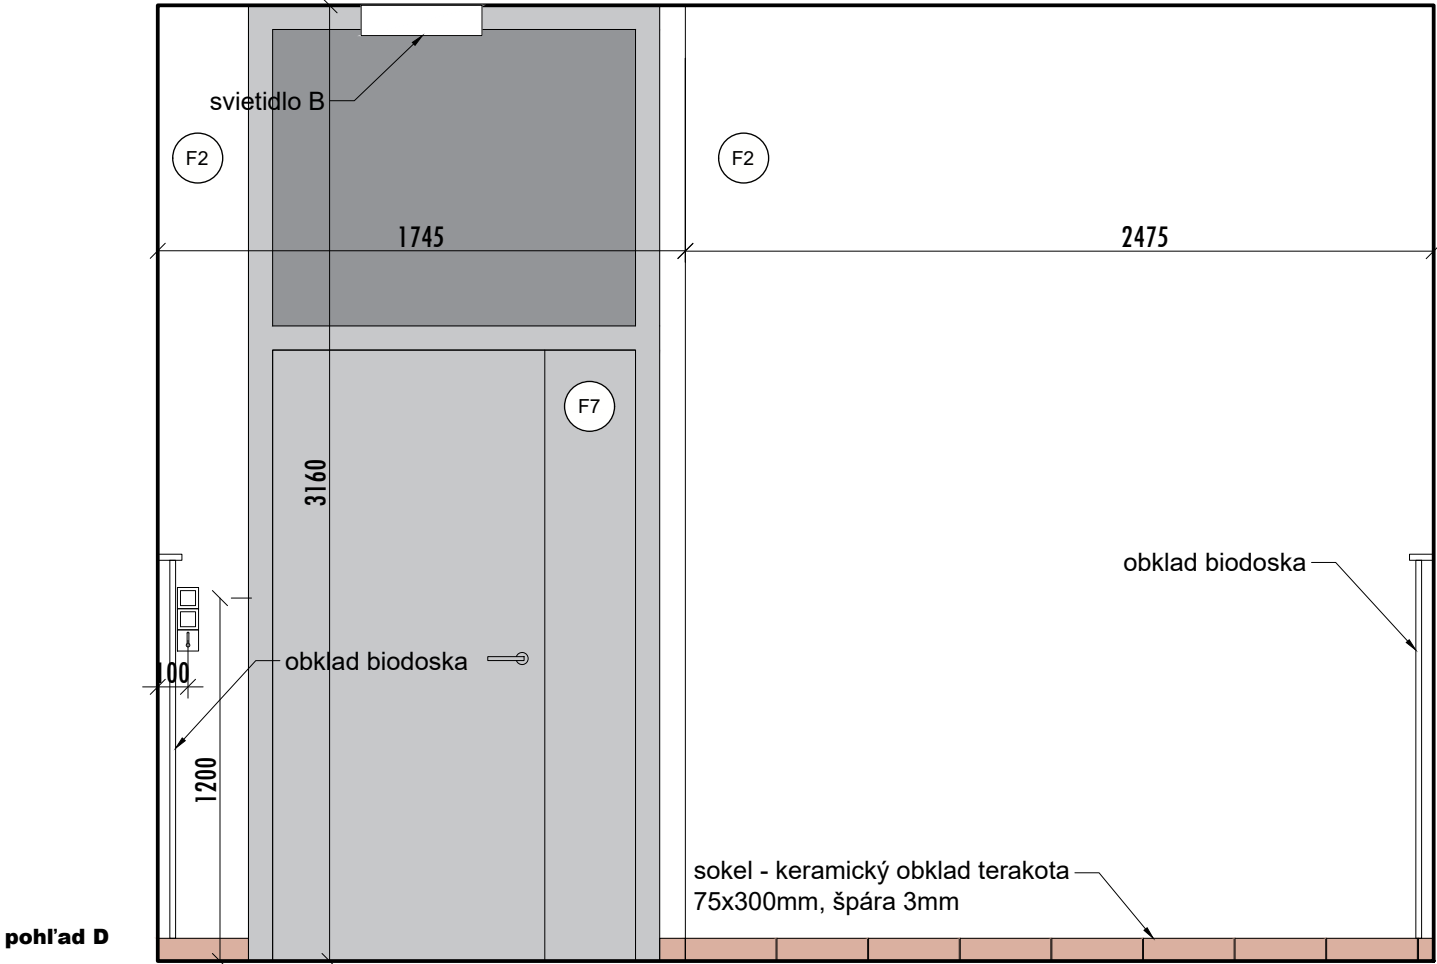 svietidlo B
F2
F2
1745
2475
F7
3160
obklad biodoska
obklad biodoska
100
1200
sokel - keramický obklad terakota
75x300mm, špára 3mm
pohľad D